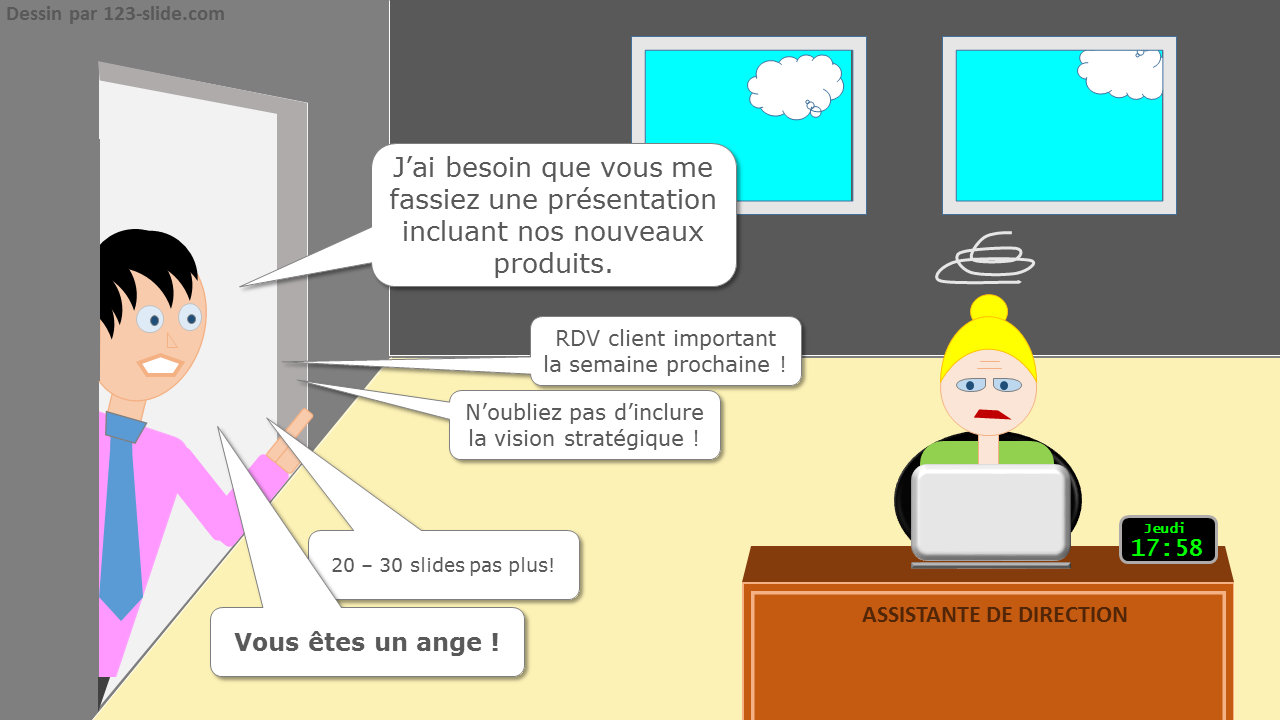 Dessin par 123-slide.com
J’ai besoin que vous me
fassiez une présentation
incluant nos nouveaux
produits.
RDV client important
la semaine prochaine !
N’oubliez pas d’inclure
la vision stratégique !
20 – 30 slides pas plus!
Vous êtes un ange !
Jeudi
17:58
ASSISTANTE DE DIRECTION